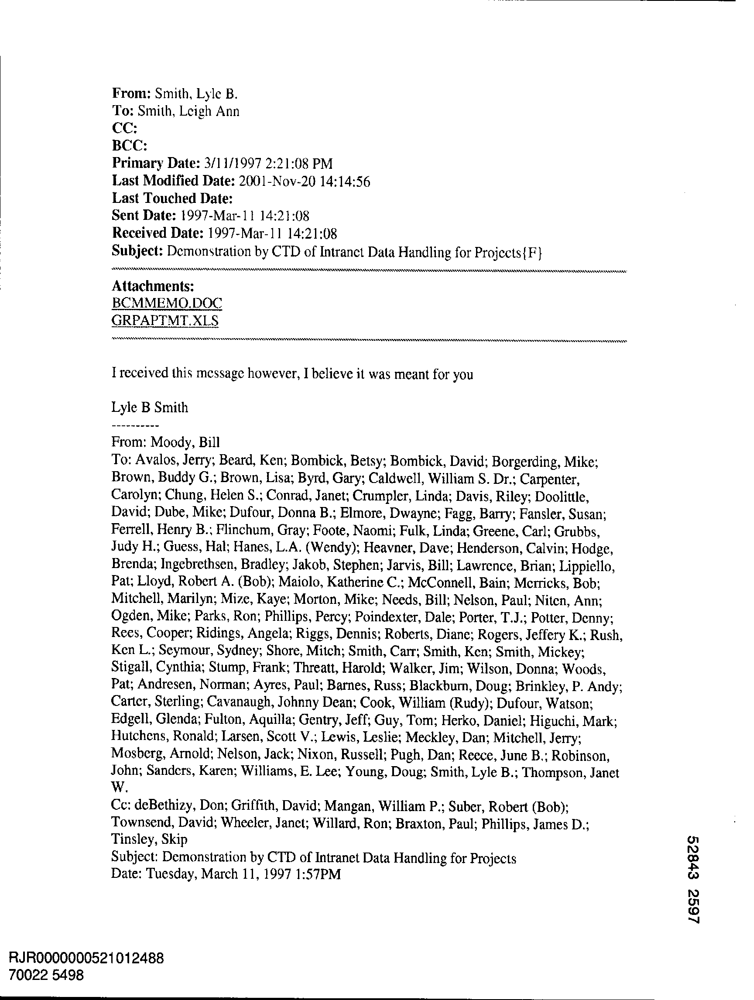 From: Smith, Lyle B.
To: Smith, Leigh Ann
CC:
BCC:
Primary Date: 3/11/1997 2:21:08 PM
Last Modified Date: 2001-Nov-20 14:14:56
Last Touched Date:
Sent Date: 1997-Mar-11 14:21:08
Received Date: 1997-Mar-11 14:21:08
Subject: Demonstration by CTD of Intranet Data Handling for Projects{F}
Attachments:
BCMMEMO.DOC
GRPAPTMT.XLS
I received this message however, I believe it was meant for you
Lyle B Smith
----------
From: Moody, Bill
To: Avalos, Jerry; Beard, Ken; Bombick, Betsy; Bombick, David; Borgerding, Mike;
Brown, Buddy G.; Brown, Lisa; Byrd, Gary; Caldwell, William S. Dr.; Carpenter,
Carolyn; Chung, Helen S.; Conrad, Janet; Crumpler, Linda; Davis, Riley; Doolittle,
David; Dube, Mike; Dufour, Donna B.; Elmore, Dwayne; Fagg, Barry; Fansler, Susan;
Ferrell, Henry B.; Flinchum, Gray; Foote, Naomi; Fulk, Linda; Greene, Carl; Grubbs,
Judy H.; Guess, Hal; Hanes, L.A. (Wendy); Heavner, Dave; Henderson, Calvin; Hodge,
Brenda; Ingebrethsen, Bradley; Jakob, Stephen; Jarvis, Bill; Lawrence, Brian; Lippiello,
Pat; Lloyd, Robert A. (Bob); Maiolo, Katherine C.; McConnell, Bain; Merricks, Bob;
Mitchell, Marilyn; Mize, Kaye; Morton, Mike; Needs, Bill; Nelson, Paul; Niten, Ann;
Ogden, Mike; Parks, Ron; Phillips, Percy; Poindexter, Dale; Porter, T.J.; Potter, Denny;
Rees, Cooper; Ridings, Angela; Riggs, Dennis; Roberts, Diane; Rogers, Jeffery K.; Rush,
Ken L.; Seymour, Sydney; Shore, Mitch; Smith, Carr; Smith, Ken; Smith, Mickey;
Stigall, Cynthia; Stump, Frank; Threatt, Harold; Walker, Jim; Wilson, Donna; Woods,
Pat; Andresen, Norman; Ayres, Paul; Barnes, Russ; Blackburn, Doug; Brinkley, P. Andy;
Carter, Sterling; Cavanaugh, Johnny Dean; Cook, William (Rudy); Dufour, Watson;
Edgell, Glenda; Fulton, Aquilla; Gentry, Jeff; Guy, Tom; Herko, Daniel; Higuchi, Mark;
Hutchens, Ronald; Larsen, Scott V.; Lewis, Leslie; Meckley, Dan; Mitchell, Jerry;
Mosberg, Arnold; Nelson, Jack; Nixon, Russell; Pugh, Dan; Reece, June B.; Robinson,
John; Sanders, Karen; Williams, E. Lee; Young, Doug; Smith, Lyle B.; Thompson, Janet
W.
Cc: deBethizy, Don; Griffith, David; Mangan, William P.; Suber, Robert (Bob);
Townsend, David; Wheeler, Janet; Willard, Ron; Braxton, Paul; Phillips, James D.;
Tinsley, Skip
Subject: Demonstration by CTD of Intranet Data Handling for Projects
Date: Tuesday, March 11, 1997 1:57PM
52843 2597
RJR0000000521012488
70022 5498